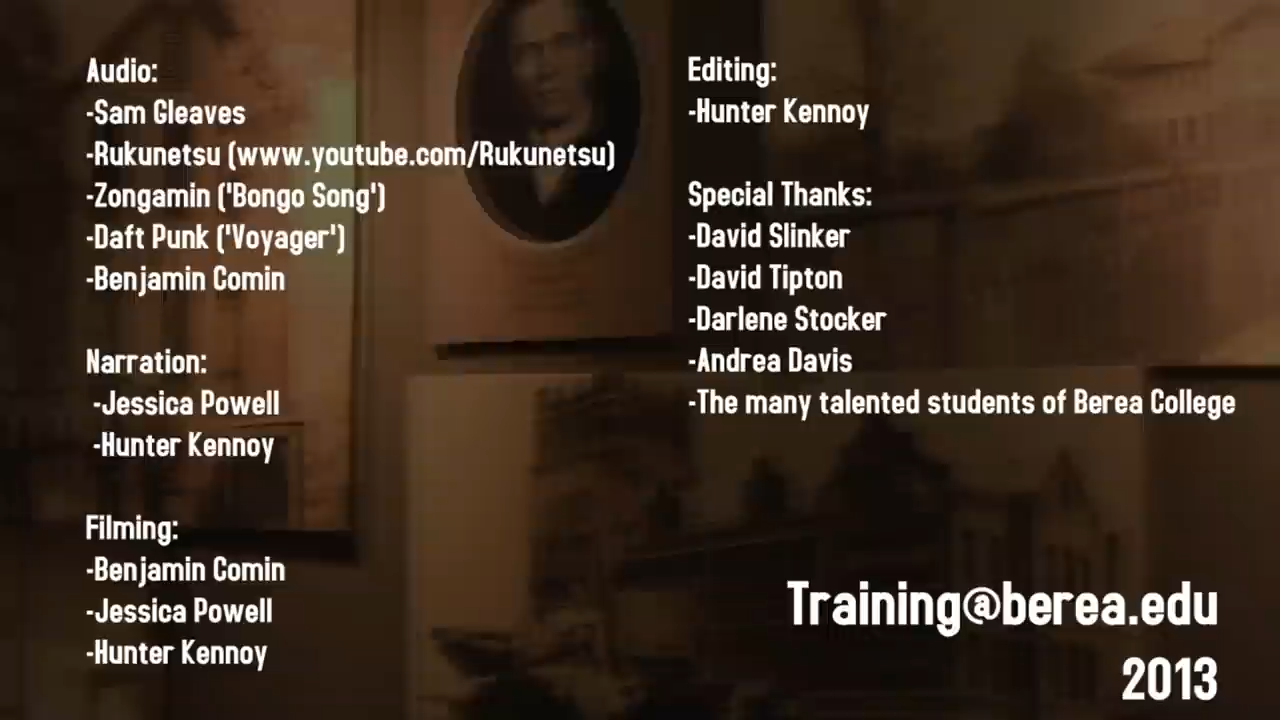 Audio:
-Sam Gleaves
-Rukunetsu (www.youtube.com/Rukunetsu)
-Zongamin ('Bongo Song')
-Daft Punk ('Voyager')
-Benjamin Comin
Narration:
-Jessica Powell
-Hunter Kennoy
Filming:
-Benjamin Comin
-Jessica Powell
-Hunter Kennoy
Editing:
-Hunter Kennoy
Special Thanks:
-David Slinker
-David Tipton
-Darlene Stocker
-Andrea Davis
-The many talented students of Berea College
Training@berea.edu
2013